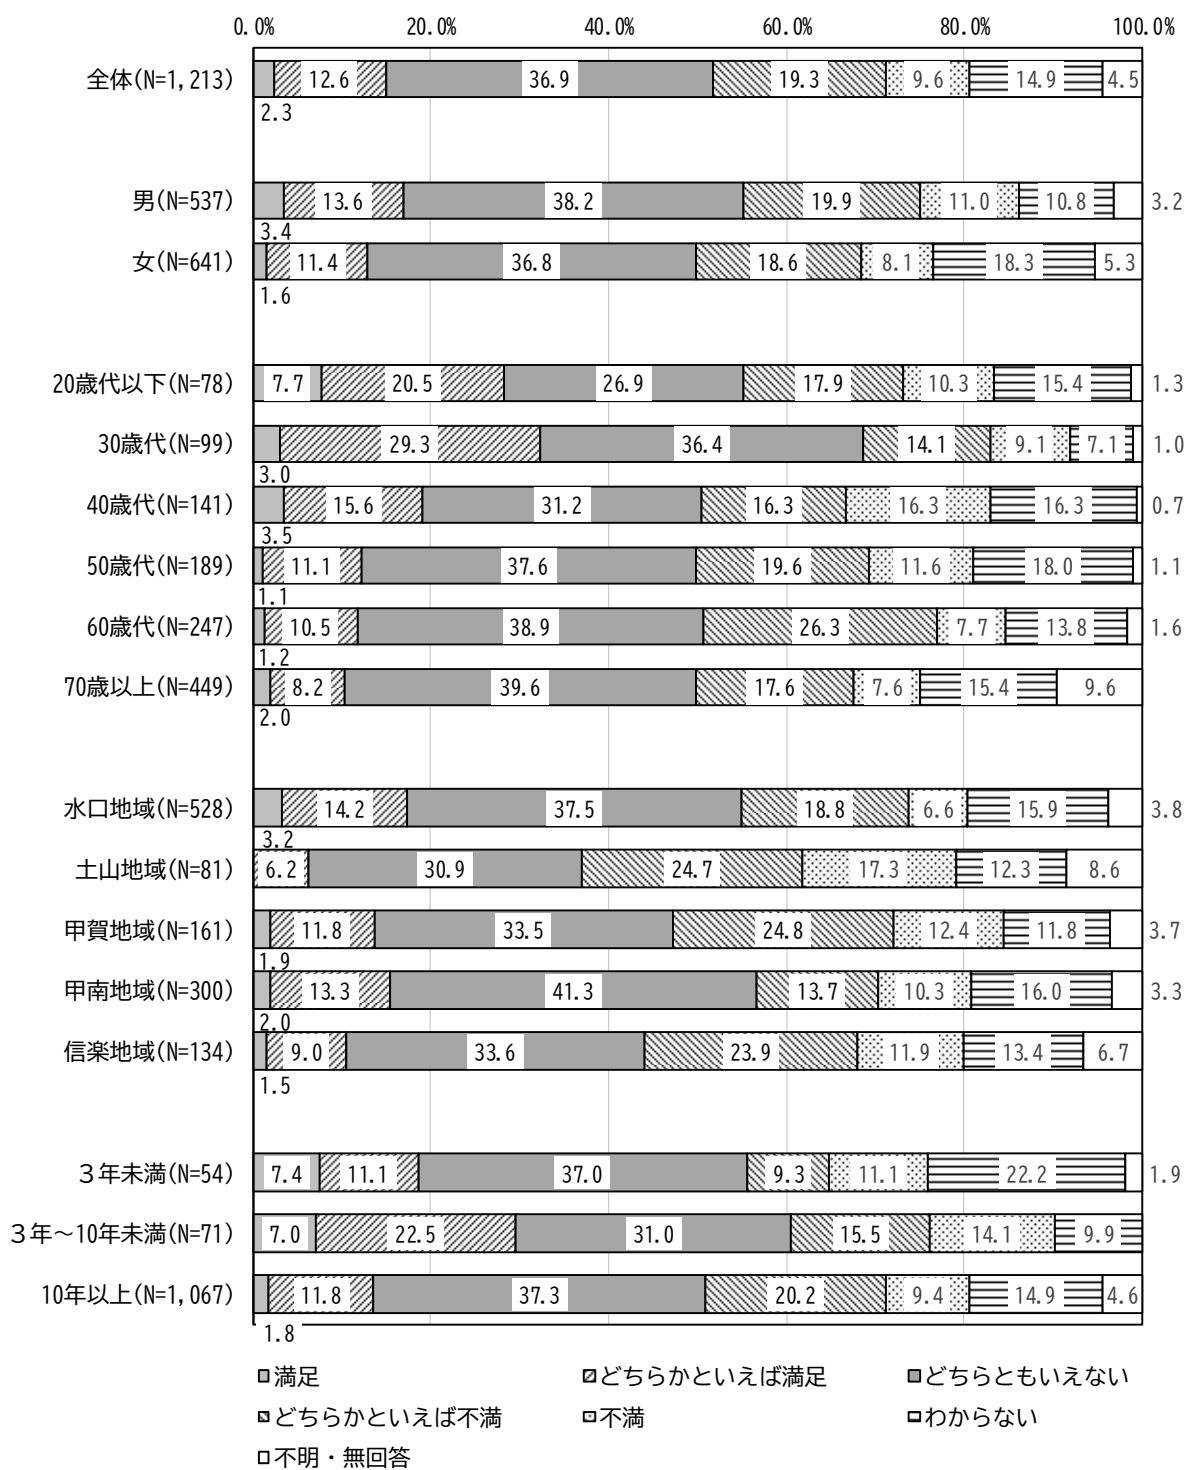 0.0% 20.0% 40.0% 60.0% 80.0% 100.0%
全体(N=1,213) 12.6 36.9 19.3 9.6 14.9 4.5
2.3
男(N=537) 13.6 38.2 19.9 11.0 10.8 3.2
3.4
女(N=641) 11.4 36.8 18.6 8.1 18.3 5.3
1.6
20歳代以下(N=78) 7.7 20.5 26.9 17.9 10.3 15.4 1.3
30歳代(N=99) 29.3 36.4 14.1 9.1 7.1 1.0
3.0
40歳代(N=141) 15.6 31.2 16.3 16.3 16.3 0.7
3.5
50歳代(N=189) 11.1 37.6 19.6 11.6 18.0 1.1
1.1
60歳代(N=247) 10.5 38.9 26.3 7.7 13.8 1.6
1.2
70歳以上(N=449) 8.2 39.6 17.6 7.6 15.4 9.6
2.0
水口地域(N=528) 14.2 37.5 18.8 6.6 15.9 3.8
3.2
土山地域(N=81) 6.2 30.9 24.7 17.3 12.3 8.6
甲賀地域(N=161) 11.8 33.5 24.8 12.4 11.8 3.7
1.9
甲南地域(N=300) 13.3 41.3 13.7 10.3 16.0 3.3
2.0
信楽地域(N=134) 9.0 33.6 23.9 11.9 13.4 6.7
1.5
３年未満(N=54) 7.4 11.1 37.0 9.3 11.1 22.2 1.9
３年～10年未満(N=71) 7.0 22.5 31.0 15.5 14.1 9.9
10年以上(N=1,067) 11.8 37.3 20.2 9.4 14.9 4.6
1.8
満足 どちらかといえば満足 どちらともいえない
どちらかといえば不満 不満 わからない
不明・無回答